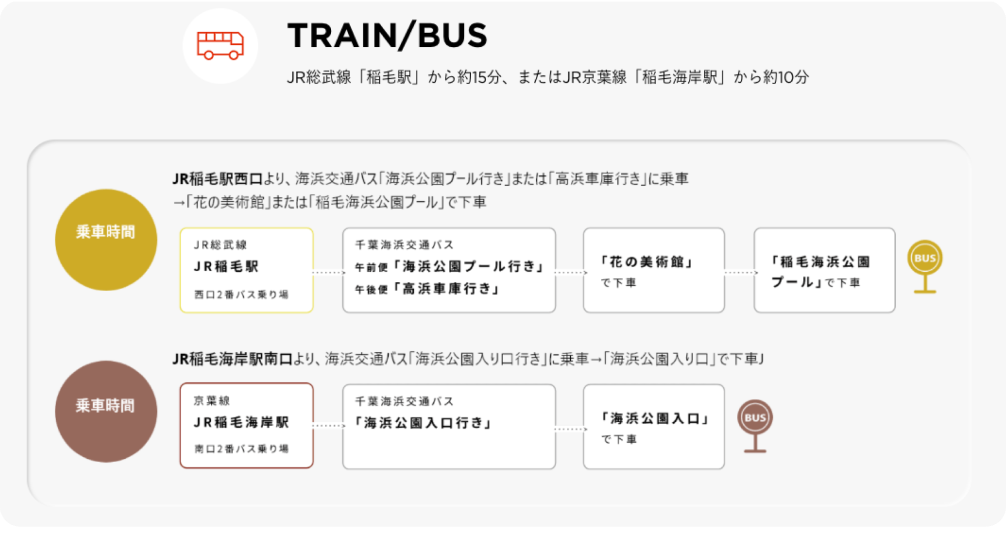 TRAIN/BUS
JR総武線「稲毛駅」から約15分、またはJR京葉線「稲毛海岸駅」から約10分
JR稲毛駅西口より、海浜交通バス「海浜公園プール行き」または「高浜車庫行き」に乗車
→「花の美術館」または「稲毛海浜公園プール」で下車
乗車時間
JR総武線
JR稲毛駅
西口2番バス乗り場
千葉海浜交通バス
午前便「海浜公園プール行き」
午後便「高浜車庫行き」
「花の美術館」
で下車
「稲毛海浜公園
プール」で下車
BUS
JR稲毛海岸駅南口より、海浜交通バス「海浜公園入り口行き」に乗車→「海浜公園入り口」で下車」
乗車時間
京葉線
JR稲毛海岸駅
南口2番バス乗り場
千葉海浜交通バス
「海浜公園入口行き」
「海浜公園入口」
で下車
BUS